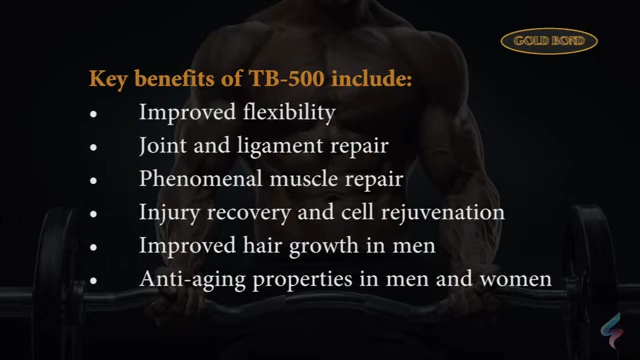 GOLD BOND
Key benefits of TB-500 include:
• Improved flexibility
• Joint and ligament repair
• Phenomenal muscle repair
• Injury recovery and cell rejuvenation
• Improved hair growth in men
• Anti-aging properties in men and women